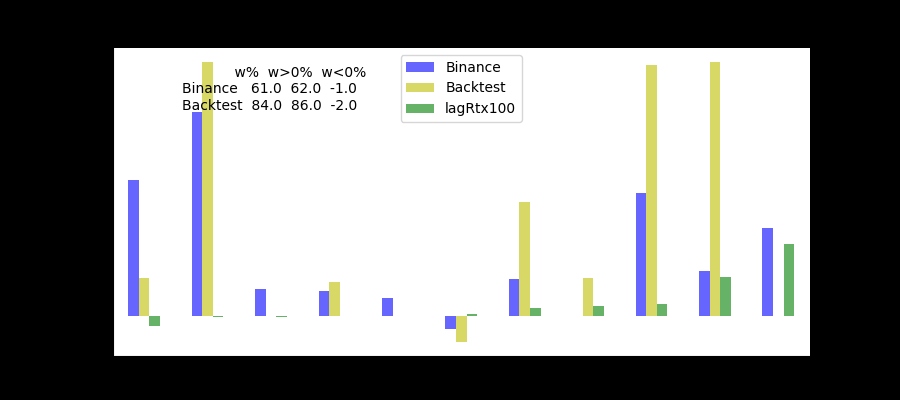 w% w>0% w<0%
Binance 61.0 62.0 -1.0
Backtest 84.0 86.0 -2.0
Binance
Backtest
lagRtx100